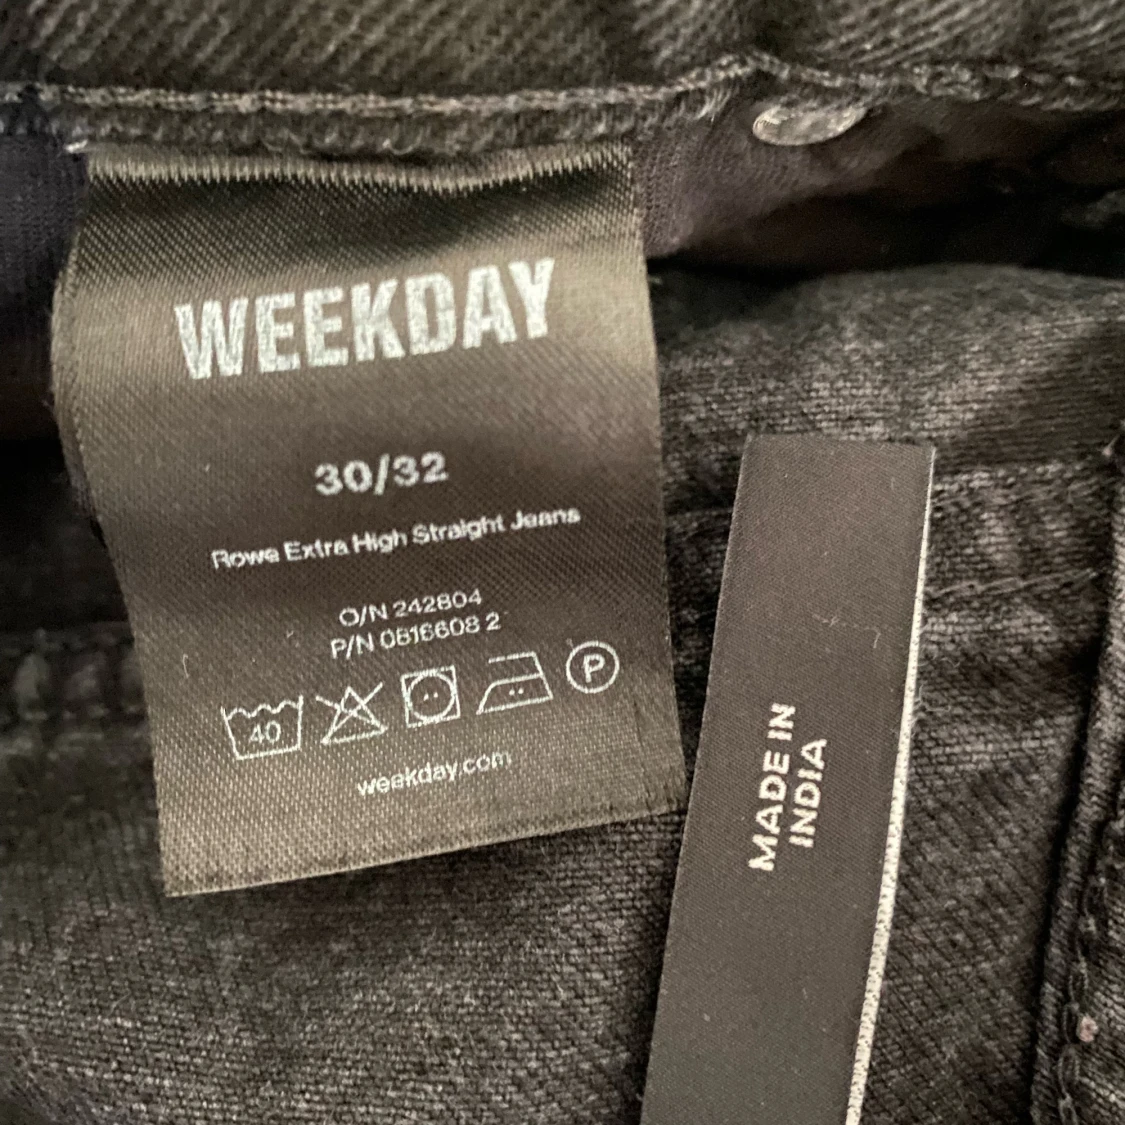 WEEKDAY
30/32
Rowe Extra High Straight Jeans
O/N 242804
P/N 0816608 2
40
P
weekday.com
MADE IN
INDIA